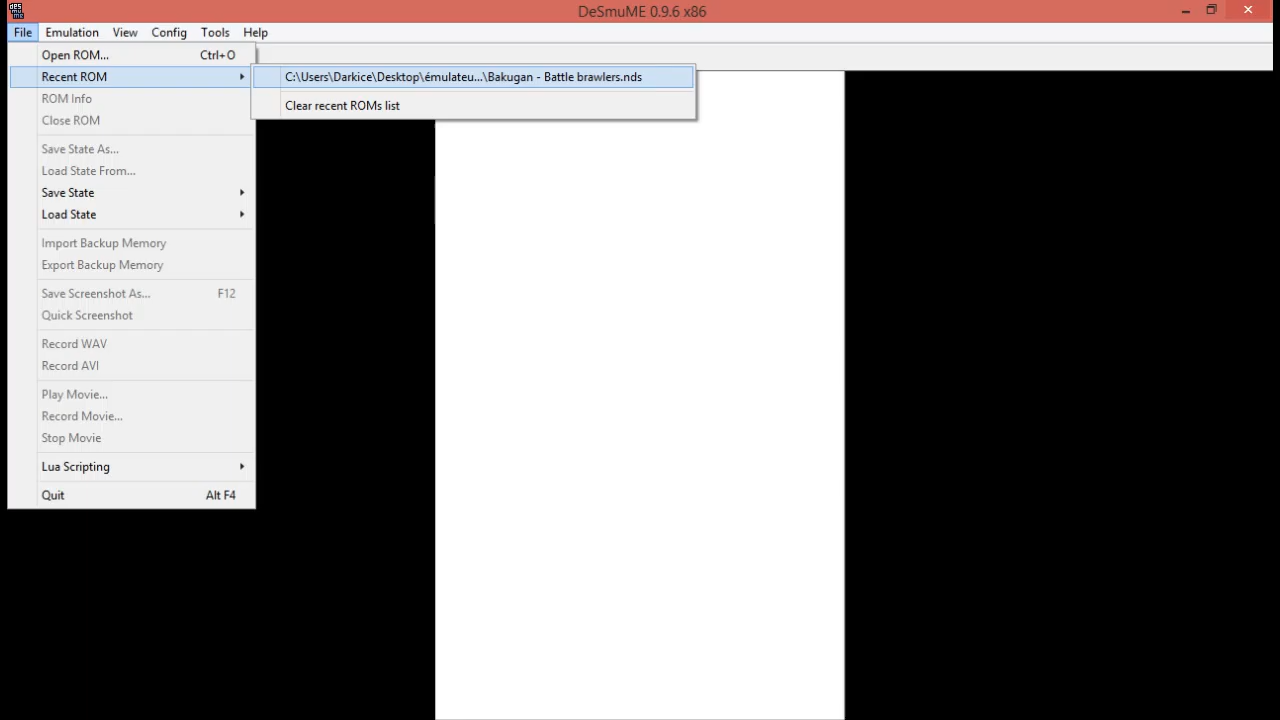 DeSmuME 0.9.6 x86
File Emulation View Config Tools Help
Open ROM... Ctrl+O
Recent ROM
C:\Users\Darkice\Desktop\émulateu...\Bakugan - Battle brawlers.nds
ROM Info
Clear recent ROMs list
Close ROM
Save State As...
Load State From...
Save State
Load State
Import Backup Memory
Export Backup Memory
Save Screenshot As... F12
Quick Screenshot
Record WAV
Record AVI
Play Movie...
Record Movie...
Stop Movie
Lua Scripting
Quit Alt F4